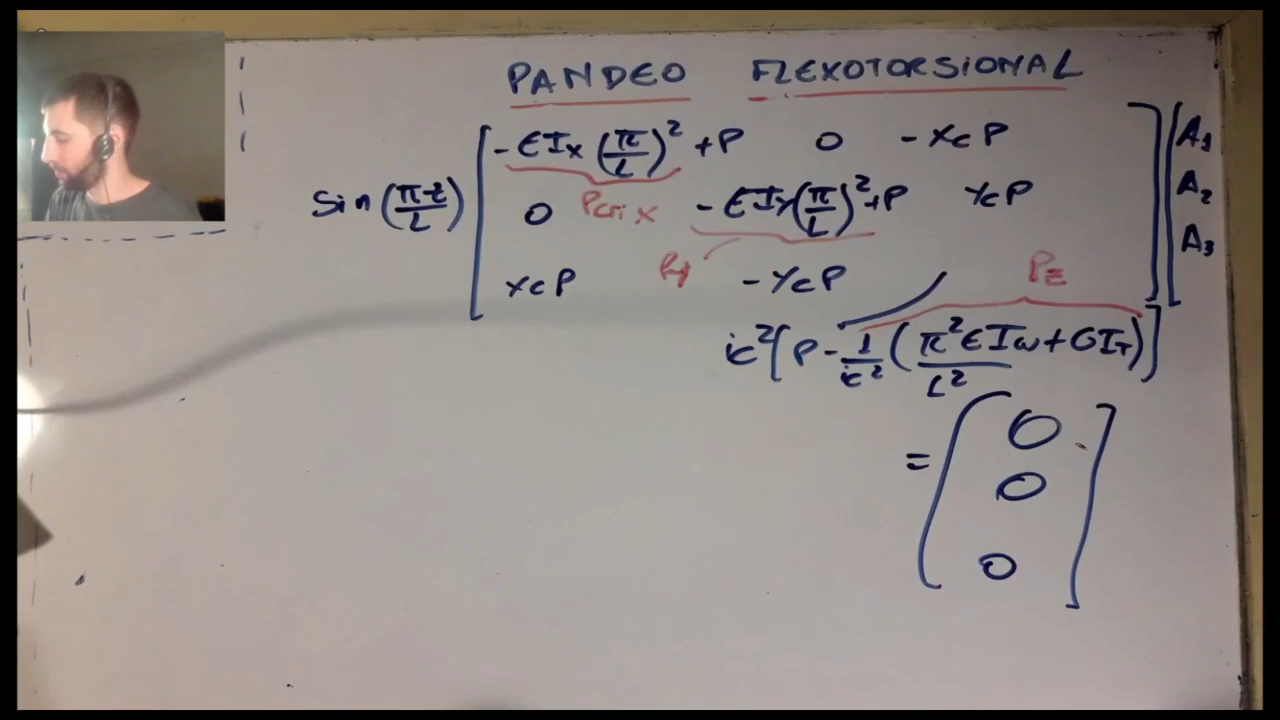 PANDEO FLEXOTORSIONAL
sin(πz/L) [ -EIx(π/L)²+P 0 -XcP ] [A1
0 Pcri X -EIy(π/L)²+P YcP A2
XcP Py -YcP PZ A3
ic²[P-1/ic²(π²EIω/L²+GIT)]
= [ 0
0
0 ]